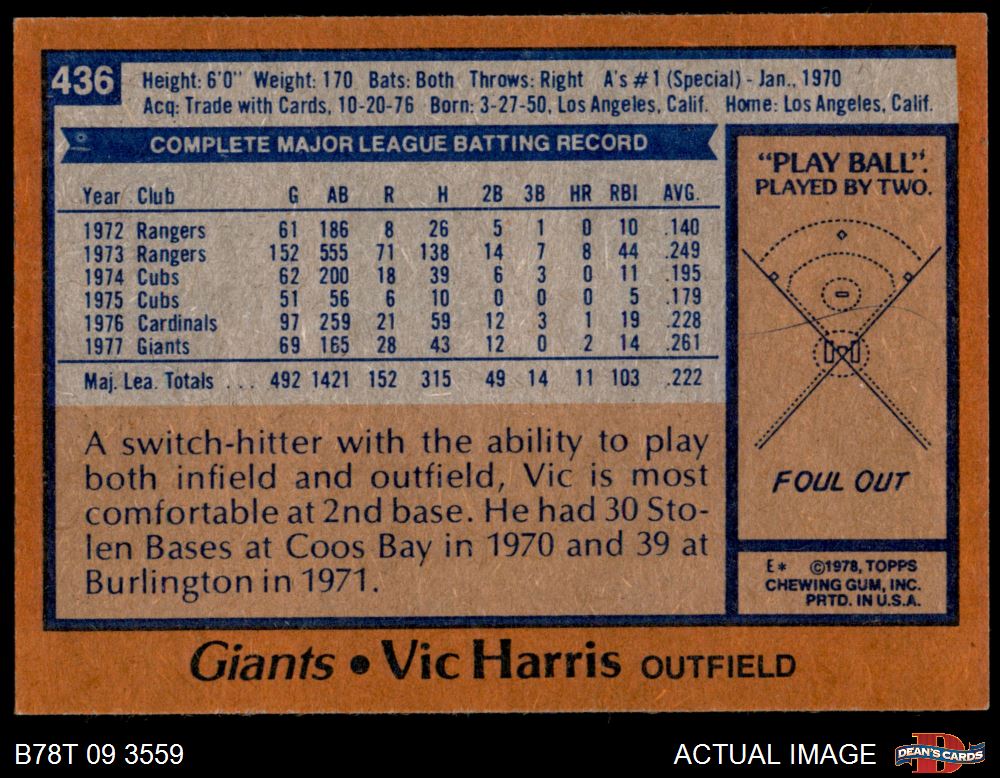 436
Height: 6'0" Weight: 170 Bats: Both Throws: Right A's #1 (Special) - Jan., 1970
Acq: Trade with Cards, 10-20-76 Born: 3-27-50, Los Angeles, Calif. Home: Los Angeles, Calif.
COMPLETE MAJOR LEAGUE BATTING RECORD
Year Club G AB R H 2B 3B HR RBI AVG.
1972 Rangers 61 186 8 26 5 1 0 10 .140
1973 Rangers 152 555 71 138 14 7 8 44 .249
1974 Cubs 62 200 18 39 6 3 0 11 .195
1975 Cubs 51 56 6 10 0 0 0 5 .179
1976 Cardinals 97 259 21 59 12 3 1 19 .228
1977 Giants 69 165 28 43 12 0 2 14 .261
Maj. Lea. Totals ... 492 1421 152 315 49 14 11 103 .222
A switch-hitter with the ability to play
both infield and outfield, Vic is most
comfortable at 2nd base. He had 30 Sto-
len Bases at Coos Bay in 1970 and 39 at
Burlington in 1971.
"PLAY BALL":
PLAYED BY TWO.
FOUL OUT
E* ©1978, TOPPS
CHEWING GUM, INC.
PRTD. IN U.S.A.
Giants • Vic Harris OUTFIELD
B78T 09 3559
ACTUAL IMAGE
DEAN'S CARDS